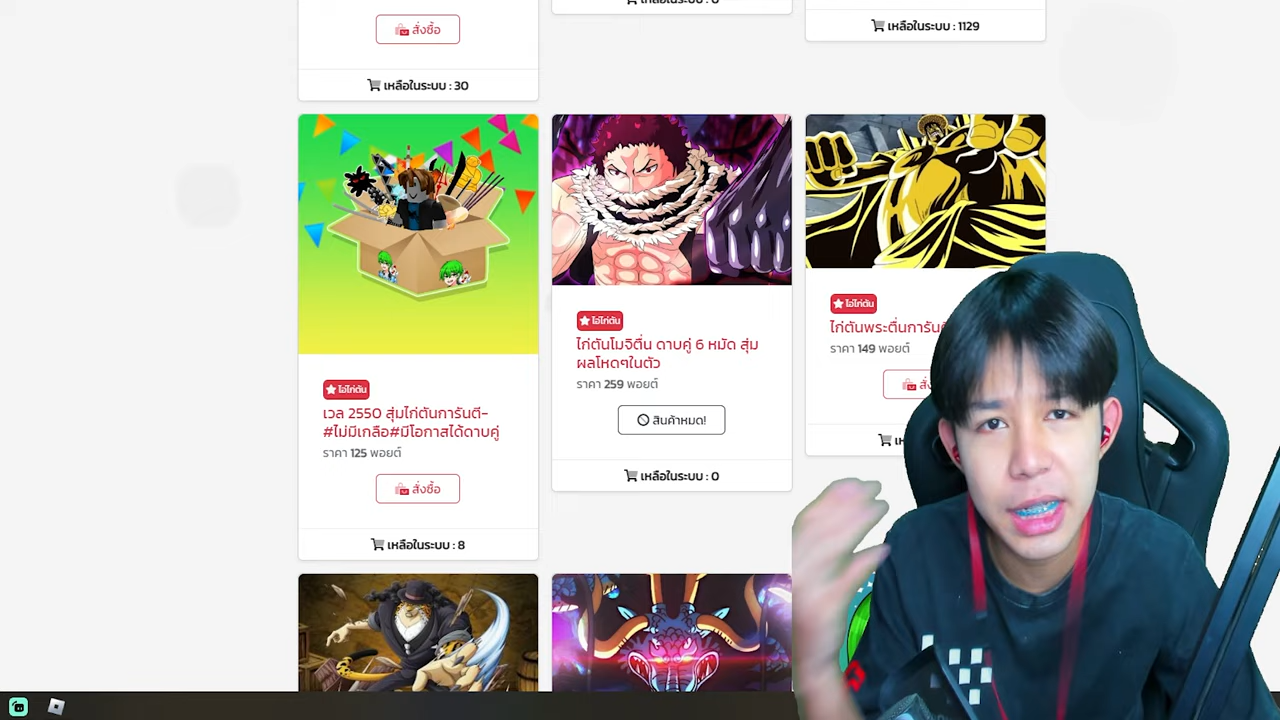 สั่งซื้อ
เหลือในระบบ : 30
เหลือในระบบ : 1129
ไอ้ไก่ตัน
เวล 2550 สุ่มไก่ตันการันตี-
#ไม่มีเกลือ#มีโอกาสได้ดาบคู่
ราคา 125 พอยต์
สั่งซื้อ
เหลือในระบบ : 8
ไอ้ไก่ตัน
ไก่ตันโมจิตื่น ดาบคู่ 6 หมัด สุ่ม
ผลโหดๆในตัว
ราคา 259 พอยต์
สินค้าหมด!
เหลือในระบบ : 0
ไอ้ไก่ตัน
ไก่ตันพระตื่นการัน
ราคา 149 พอยต์